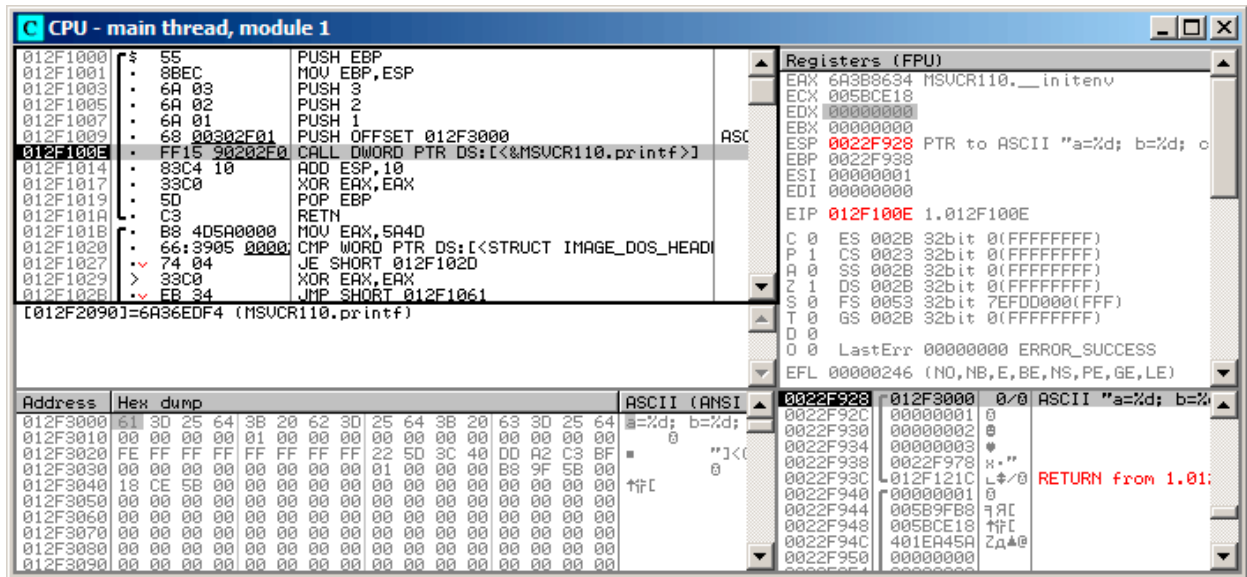 C CPU - main thread, module 1
012F1000 $ 55 PUSH EBP
012F1001 · 8BEC MOV EBP,ESP
012F1003 · 6A 03 PUSH 3
012F1005 · 6A 02 PUSH 2
012F1007 · 6A 01 PUSH 1
012F1009 · 68 00302F01 PUSH OFFSET 012F3000 ASC
012F100E · FF15 90202F0 CALL DWORD PTR DS:[<&MSVCR110.printf>]
012F1014 · 83C4 10 ADD ESP,10
012F1017 · 33C0 XOR EAX,EAX
012F1019 · 5D POP EBP
012F101A · C3 RETN
012F101B · B8 4D5A0000 MOV EAX,5A4D
012F1020 · 66:3905 0000 CMP WORD PTR DS:[<STRUCT IMAGE_DOS_HEAD
012F1027 · 74 04 JE SHORT 012F102D
012F1029 > 33C0 XOR EAX,EAX
012F102B · EB 34 JMP SHORT 012F1061
[012F2090]=6A36EDF4 (MSVCR110.printf)
Registers (FPU)
EAX 6A3B8634 MSVCR110.__initenv
ECX 005BCE18
EDX 00000000
EBX 00000000
ESP 0022F928 PTR to ASCII "a=%d; b=%d; c
EBP 0022F938
ESI 00000001
EDI 00000000
EIP 012F100E 1.012F100E
C 0 ES 002B 32bit 0(FFFFFFFF)
P 1 CS 0023 32bit 0(FFFFFFFF)
A 0 SS 002B 32bit 0(FFFFFFFF)
Z 1 DS 002B 32bit 0(FFFFFFFF)
S 0 FS 0053 32bit 7EFDD000(FFF)
T 0 GS 002B 32bit 0(FFFFFFFF)
D 0
O 0 LastErr 00000000 ERROR_SUCCESS
EFL 00000246 (NO,NB,E,BE,NS,PE,GE,LE)
Address Hex dump ASCII (ANSI
012F3000 61 3D 25 64 3B 20 62 3D 25 64 3B 20 63 3D 25 64 a=%d; b=%d;
012F3010 00 00 00 00 01 00 00 00 00 00 00 00 00 00 00 00
012F3020 FE FF FF FF FF FF FF FF 22 5D 3C 40 DD A2 C3 BF "]<
012F3030 00 00 00 00 00 00 00 00 01 00 00 00 B8 9F 5B 00
012F3040 18 CE 5B 00 00 00 00 00 00 00 00 00 00 00 00 00
012F3050 00 00 00 00 00 00 00 00 00 00 00 00 00 00 00 00
012F3060 00 00 00 00 00 00 00 00 00 00 00 00 00 00 00 00
012F3070 00 00 00 00 00 00 00 00 00 00 00 00 00 00 00 00
012F3080 00 00 00 00 00 00 00 00 00 00 00 00 00 00 00 00
012F3090 00 00 00 00 00 00 00 00 00 00 00 00 00 00 00 00
0022F928 012F3000 0/0 ASCII "a=%d; b=%
0022F92C 00000001
0022F930 00000002
0022F934 00000003 ♥
0022F938 0022F978
0022F93C 012F121C RETURN from 1.01
0022F940 00000001
0022F944 005B9FB8
0022F948 005BCE18
0022F94C 401EA45A
0022F950 00000000